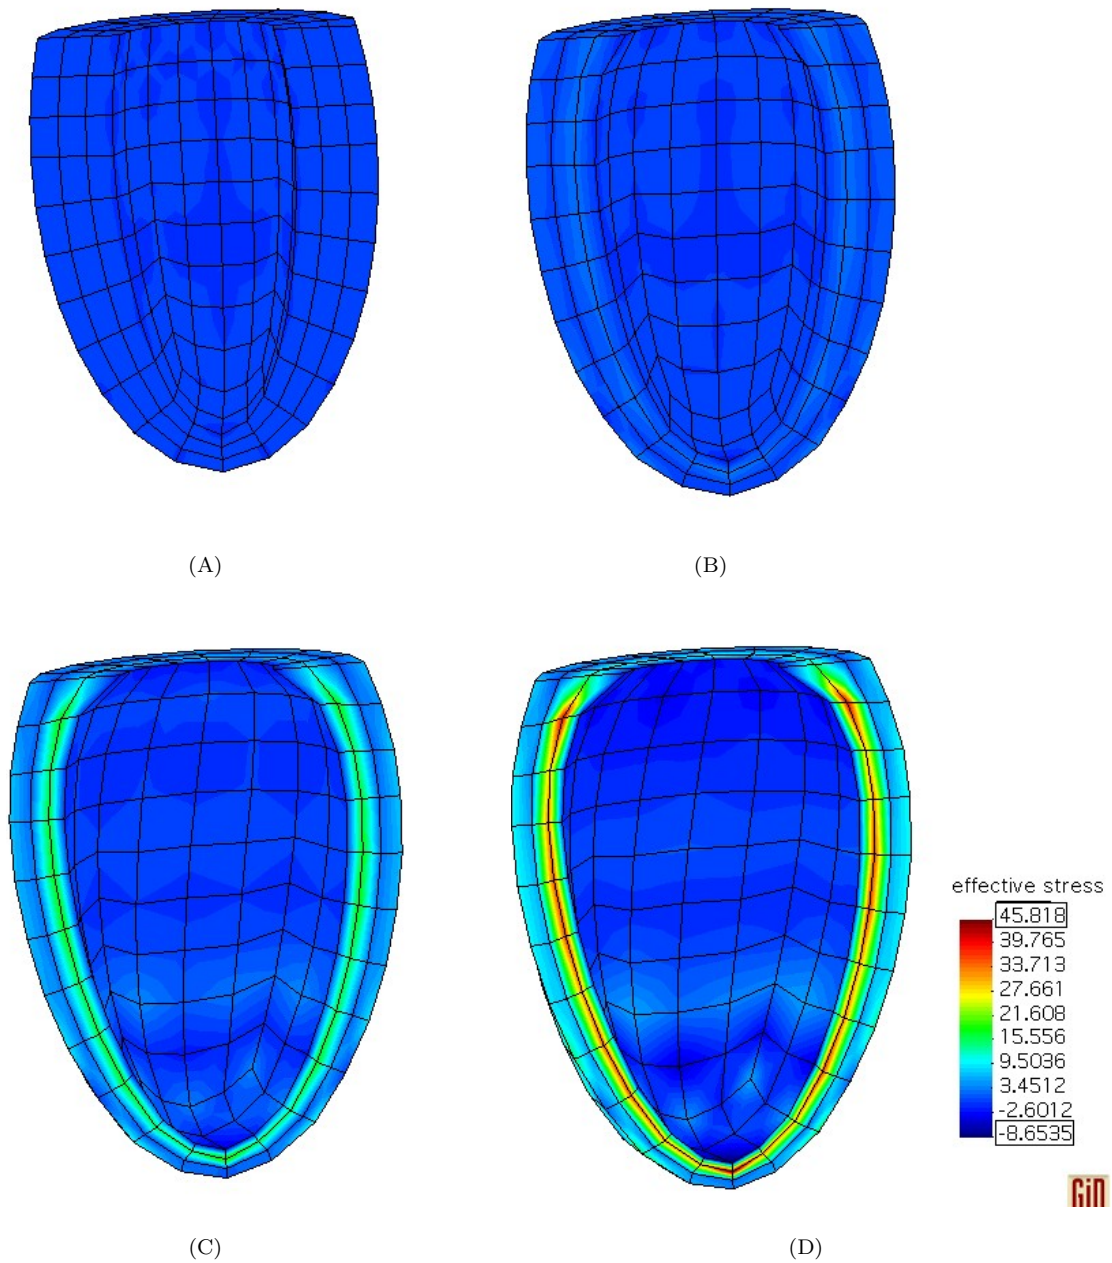 (A)
(B)
effective stress
45.818
39.765
33.713
27.661
21.608
15.556
9.5036
3.4512
-2.6012
-8.6535
GiD
(C)
(D)